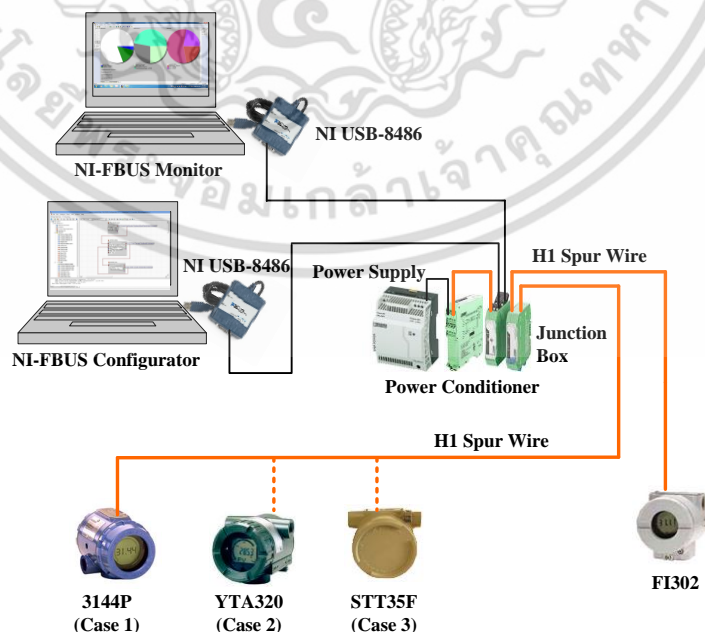 NI USB-8486
NI-FBUS Monitor
NI USB-8486
Power Supply
H1 Spur Wire
Junction
Box
NI-FBUS Configurator
Power Conditioner
H1 Spur Wire
3144P
(Case 1)
YTA320
(Case 2)
STT35F
(Case 3)
FI302